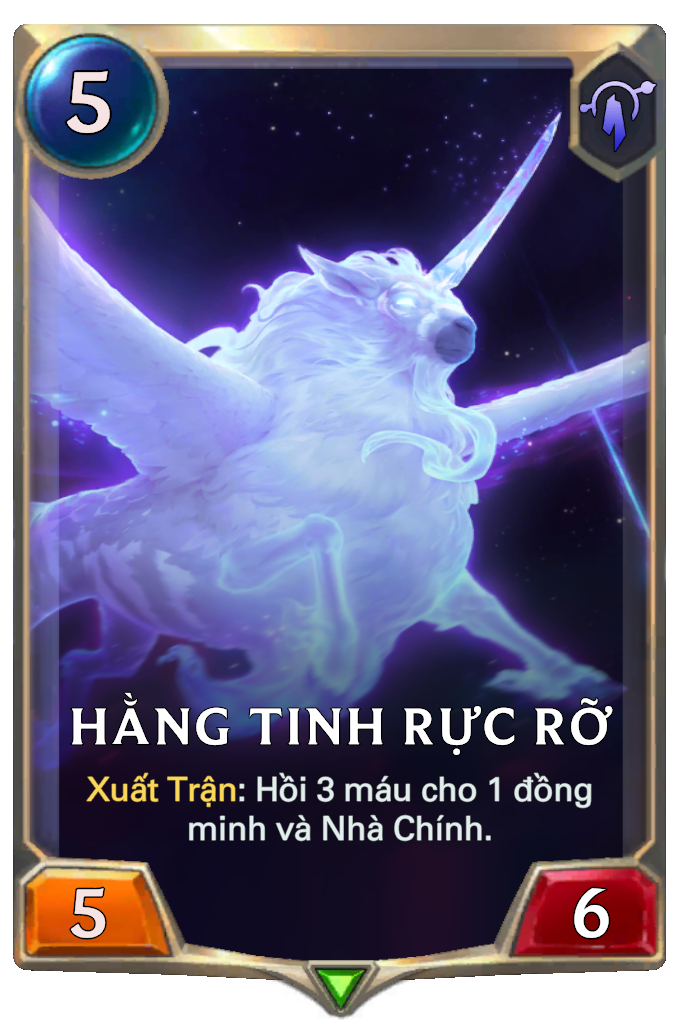 5
HẰNG TINH RỰC RỠ
Xuất Trận: Hồi 3 máu cho 1 đồng
minh và Nhà Chính.
5
6